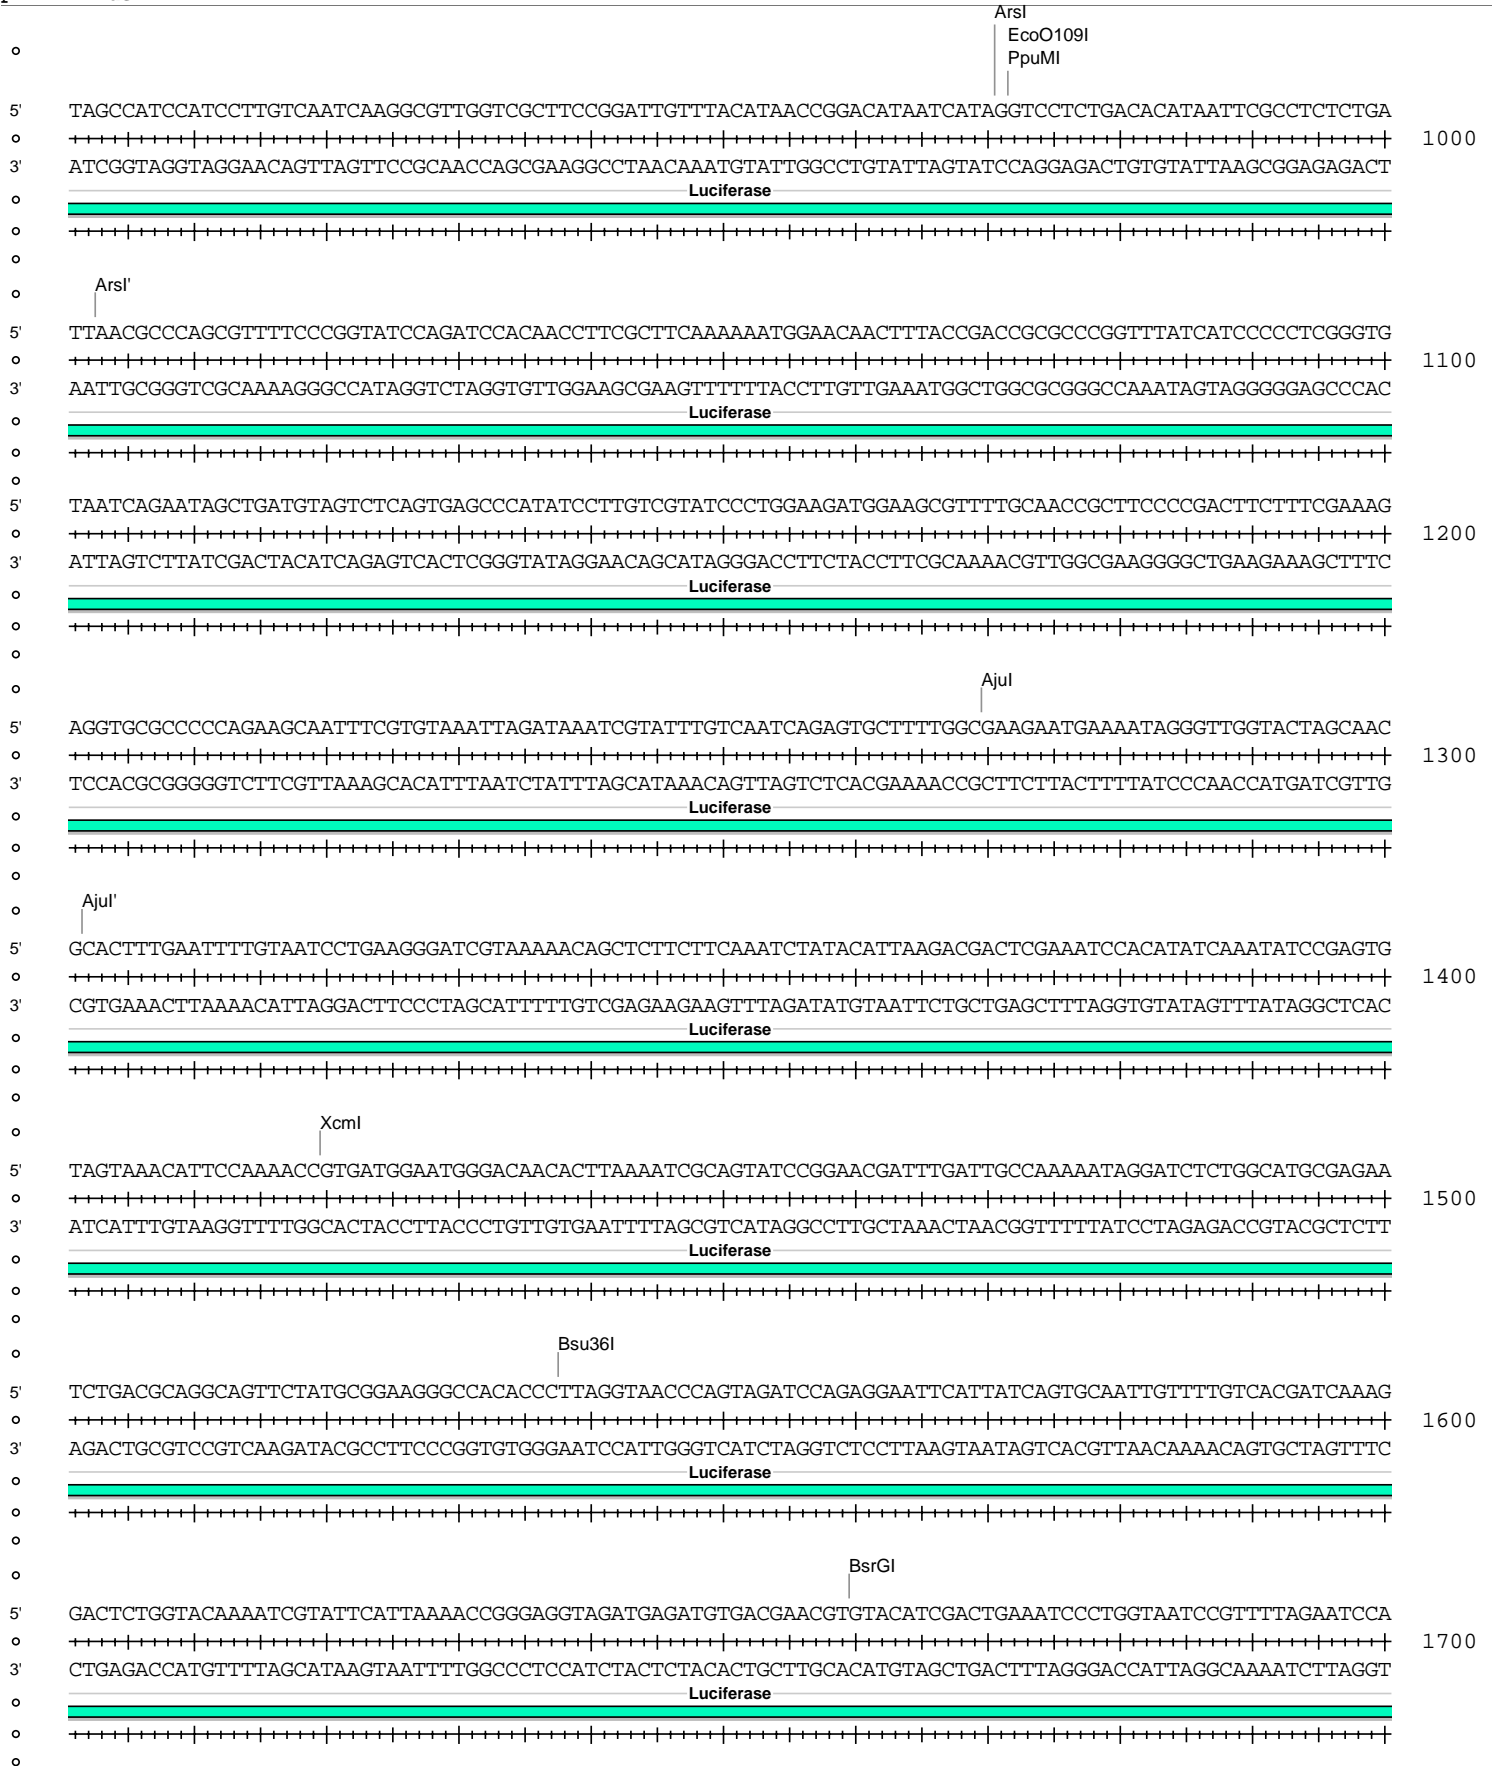 ArsI
EcoO109I
PpuMI
5' TAGCCATCCATCCTTGTCAATCAAGGCGTTGGTCGCTTCCGGATTGTTTACATAACCGGACATAATCATAGGTCCTCTGACACATAATTCGCCTCTCTGA
1000
3' ATCGGTAGGTAGGAACAGTTAGTTCCGCAACCAGCGAAGGCCTAACAAATGTATTGGCCTGTATTAGTATCCAGGAGACTGTGTATTAAGCGGAGAGACT
Luciferase
ArsI'
5' TTAACGCCCAGCGTTTTCCCGGTATCCAGATCCACAACCTTCGCTTCAAAAAATGGAACAACTTTACCGACCGCGCCCGGTTTATCATCCCCCTCGGGTG
1100
3' AATTGCGGGTCGCAAAAGGGCCATAGGTCTAGGTGTTGGAAGCGAAGTTTTTTACCTTGTTGAAATGGCTGGCGCGGGCCAAATAGTAGGGGGAGCCCAC
Luciferase
5' TAATCAGAATAGCTGATGTAGTCTCAGTGAGCCCATATCCTTGTCGTATCCCTGGAAGATGGAAGCGTTTTGCAACCGCTTCCCCGACTTCTTTCGAAAG
1200
3' ATTAGTCTTATCGACTACATCAGAGTCACTCGGGTATAGGAACAGCATAGGGACCTTCTACCTTCGCAAAACGTTGGCGAAGGGGCTGAAGAAAGCTTTC
Luciferase
AjuI
5' AGGTGCGCCCCCAGAAGCAATTTCGTGTAAATTAGATAAATCGTATTTGTCAATCAGAGTGCTTTTGGCGAAGAATGAAAATAGGGTTGGTACTAGCAAC
1300
3' TCCACGCGGGGGTCTTCGTTAAAGCACATTTAATCTATTTAGCATAAACAGTTAGTCTCACGAAAACCGCTTCTTACTTTTATCCCAACCATGATCGTTG
Luciferase
AjuI'
5' GCACTTTGAATTTTGTAATCCTGAAGGGATCGTAAAAACAGCTCTTCTTCAAATCTATACATTAAGACGACTCGAAATCCACATATCAAATATCCGAGTG
1400
3' CGTGAAACTTAAAACATTAGGACTTCCCTAGCATTTTTGTCGAGAAGAAGTTTAGATATGTAATTCTGCTGAGCTTTAGGTGTATAGTTTATAGGCTCAC
Luciferase
XcmI
5' TAGTAAACATTCCAAAACCGTGATGGAATGGGACAACACTTAAAATCGCAGTATCCGGAACGATTTGATTGCCAAAAATAGGATCTCTGGCATGCGAGAA
1500
3' ATCATTTGTAAGGTTTTGGCACTACCTTACCCTGTTGTGAATTTTAGCGTCATAGGCCTTGCTAAACTAACGGTTTTTATCCTAGAGACCGTACGCTCTT
Luciferase
Bsu36I
5' TCTGACGCAGGCAGTTCTATGCGGAAGGGCCACACCCTTAGGTAACCCAGTAGATCCAGAGGAATTCATTATCAGTGCAATTGTTTTGTCACGATCAAAG
1600
3' AGACTGCGTCCGTCAAGATACGCCTTCCCGGTGTGGGAATCCATTGGGTCATCTAGGTCTCCTTAAGTAATAGTCACGTTAACAAAACAGTGCTAGTTTC
Luciferase
BsrGI
5' GACTCTGGTACAAAATCGTATTCATTAAAACCGGGAGGTAGATGAGATGTGACGAACGTGTACATCGACTGAAATCCCTGGTAATCCGTTTTAGAATCCA
1700
3' CTGAGACCATGTTTTAGCATAAGTAATTTTGGCCCTCCATCTACTCTACACTGCTTGCACATGTAGCTGACTTTAGGGACCATTAGGCAAAATCTTAGGT
Luciferase